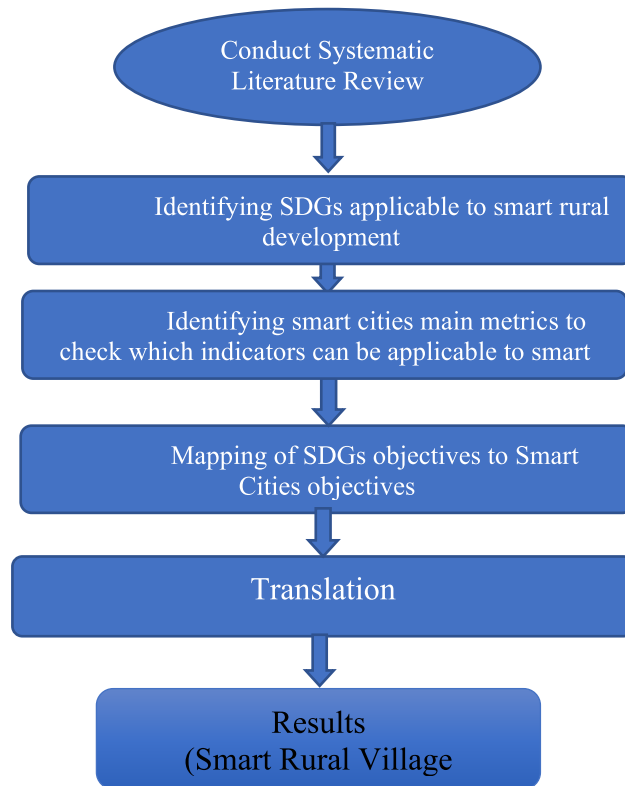 Conduct Systematic
Literature Review
Identifying SDGs applicable to smart rural
development
Identifying smart cities main metrics to
check which indicators can be applicable to smart
Mapping of SDGs objectives to Smart
Cities objectives
Translation
Results
(Smart Rural Village